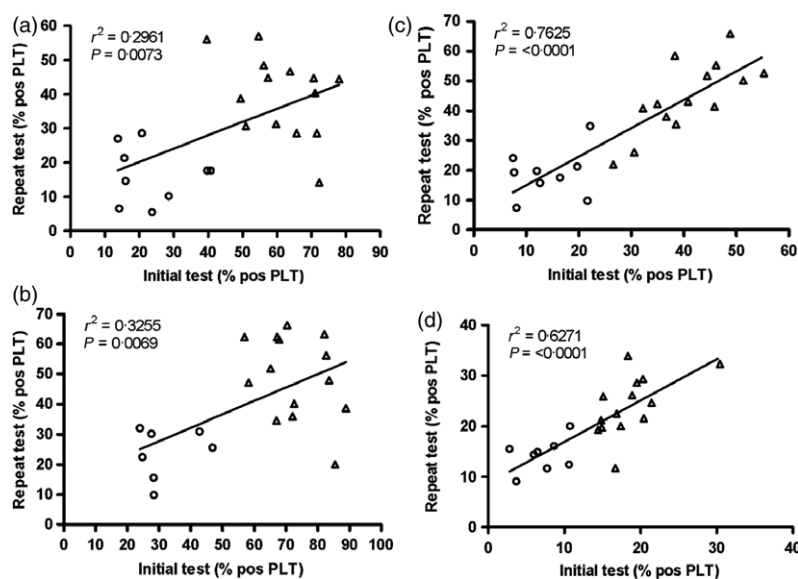 (a)
r² = 0·2961
P = 0·0073
Repeat test (% pos PLT)
60
50
40
30
20
10
0
0 10 20 30 40 50 60 70 80 90
Initial test (% pos PLT)
(b)
r² = 0·3255
P = 0·0069
Repeat test (% pos PLT)
70
60
50
40
30
20
10
0
0 10 20 30 40 50 60 70 80 90 100
Initial test (% pos PLT)
(c)
r² = 0·7625
P = <0·0001
Repeat test (% pos PLT)
70
60
50
40
30
20
10
0
0 10 20 30 40 50 60
Initial test (% pos PLT)
(d)
r² = 0·6271
P = <0·0001
Repeat test (% pos PLT)
40
30
20
10
0
0 10 20 30 40
Initial test (% pos PLT)